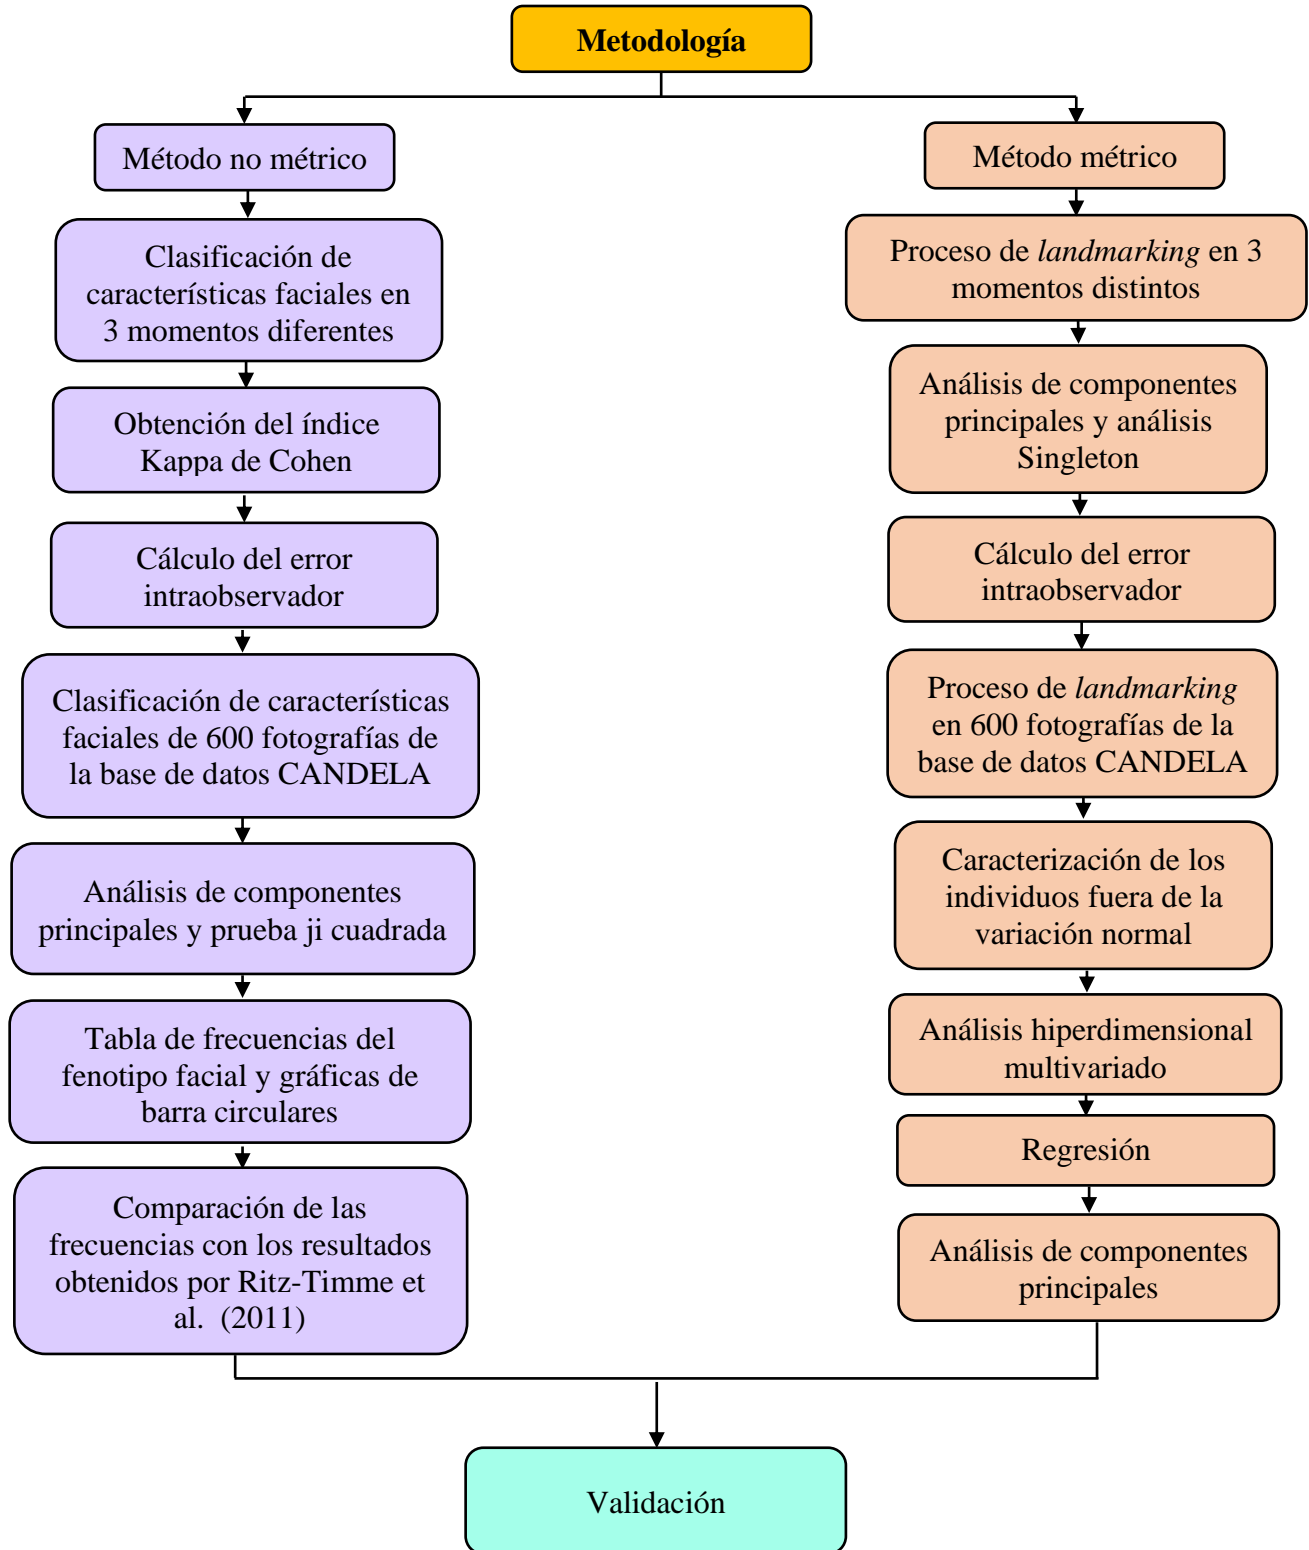 Metodología
Método no métrico
Clasificación de
características faciales en
3 momentos diferentes
Obtención del índice
Kappa de Cohen
Cálculo del error
intraobservador
Clasificación de características
faciales de 600 fotografías de
la base de datos CANDELA
Análisis de componentes
principales y prueba ji cuadrada
Tabla de frecuencias del
fenotipo facial y gráficas de
barra circulares
Comparación de las
frecuencias con los resultados
obtenidos por Ritz-Timme et
al. (2011)
Método métrico
Proceso de landmarking en 3
momentos distintos
Análisis de componentes
principales y análisis
Singleton
Cálculo del error
intraobservador
Proceso de landmarking
en 600 fotografías de la
base de datos CANDELA
Caracterización de los
individuos fuera de la
variación normal
Análisis hiperdimensional
multivariado
Regresión
Análisis de componentes
principales
Validación